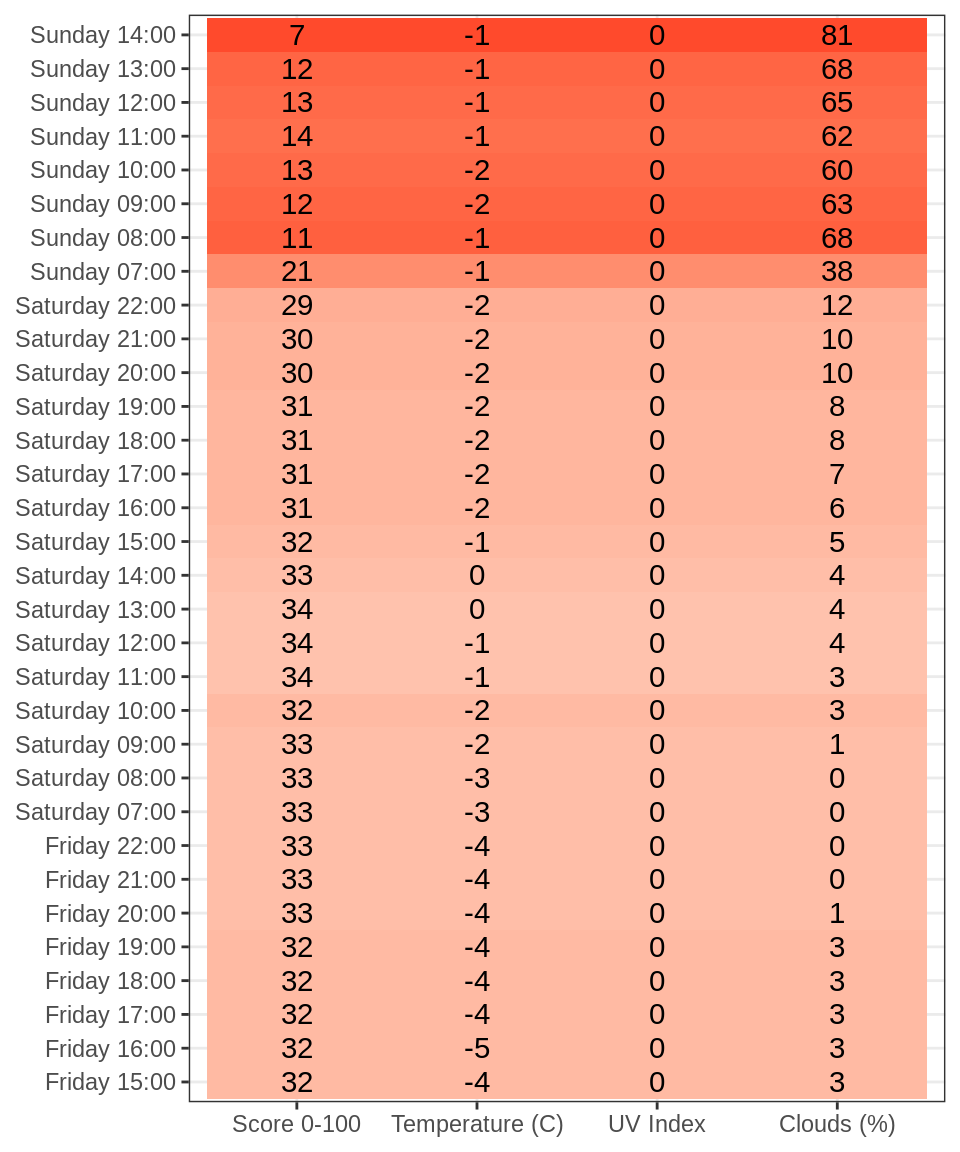 Sunday 14:00 7 -1 0 81
Sunday 13:00 12 -1 0 68
Sunday 12:00 13 -1 0 65
Sunday 11:00 14 -1 0 62
Sunday 10:00 13 -2 0 60
Sunday 09:00 12 -2 0 63
Sunday 08:00 11 -1 0 68
Sunday 07:00 21 -1 0 38
Saturday 22:00 29 -2 0 12
Saturday 21:00 30 -2 0 10
Saturday 20:00 30 -2 0 10
Saturday 19:00 31 -2 0 8
Saturday 18:00 31 -2 0 8
Saturday 17:00 31 -2 0 7
Saturday 16:00 31 -2 0 6
Saturday 15:00 32 -1 0 5
Saturday 14:00 33 0 0 4
Saturday 13:00 34 0 0 4
Saturday 12:00 34 -1 0 4
Saturday 11:00 34 -1 0 3
Saturday 10:00 32 -2 0 3
Saturday 09:00 33 -2 0 1
Saturday 08:00 33 -3 0 0
Saturday 07:00 33 -3 0 0
Friday 22:00 33 -4 0 0
Friday 21:00 33 -4 0 0
Friday 20:00 33 -4 0 1
Friday 19:00 32 -4 0 3
Friday 18:00 32 -4 0 3
Friday 17:00 32 -4 0 3
Friday 16:00 32 -5 0 3
Friday 15:00 32 -4 0 3
Score 0-100 Temperature (C) UV Index Clouds (%)